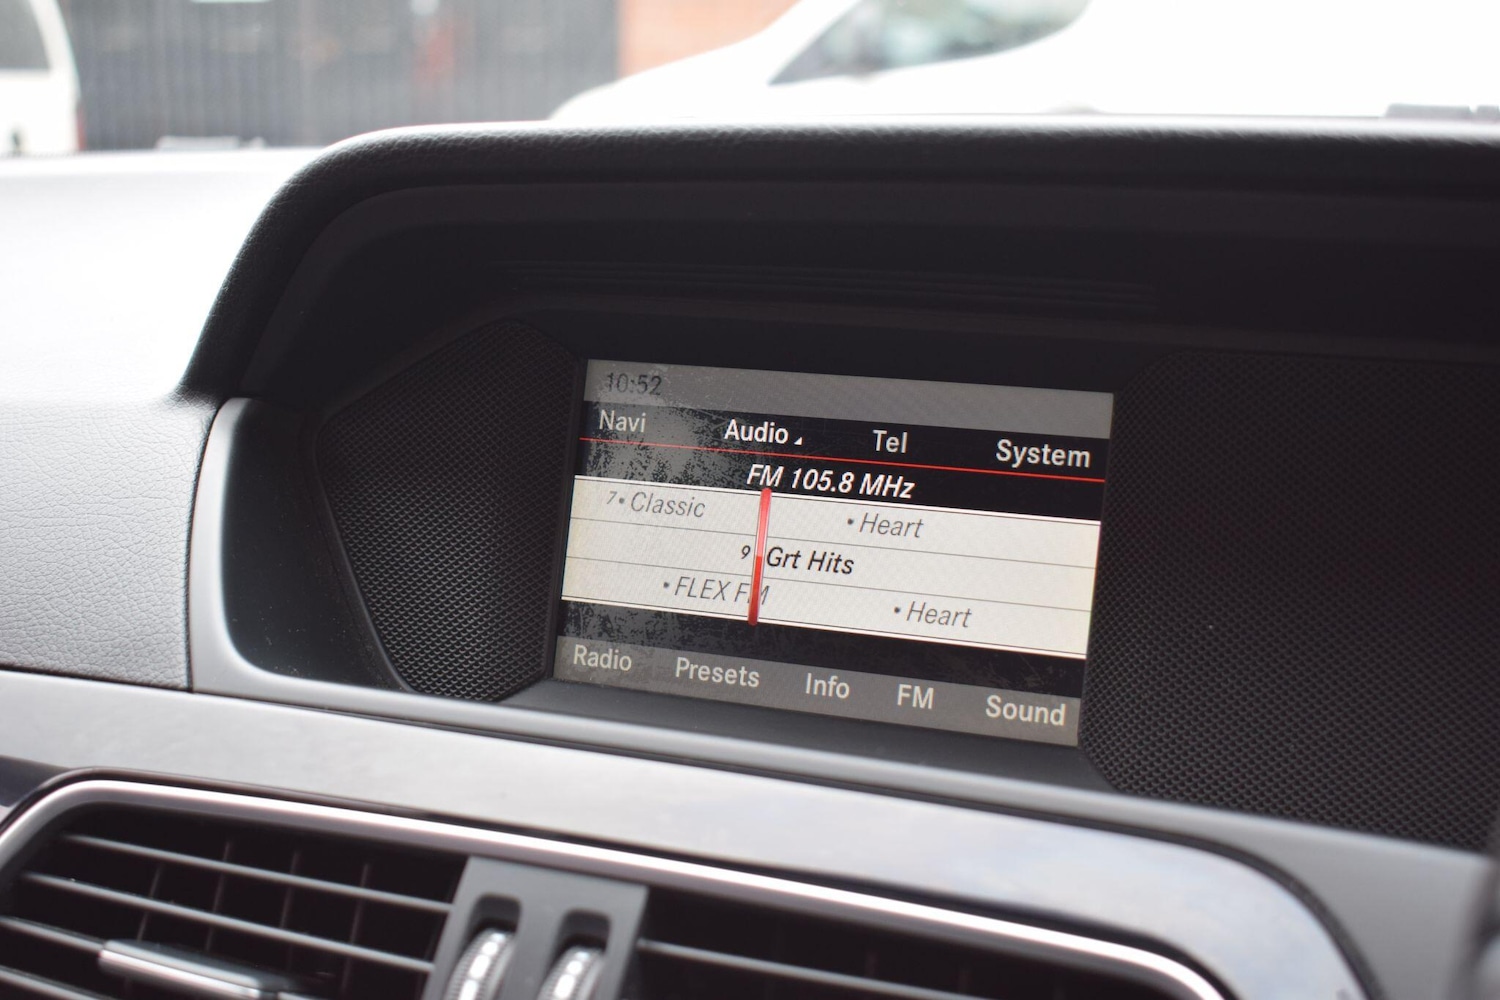 10:52
Navi Audio Tel System
FM 105.8 MHz
7• Classic • Heart
9 Grt Hits
• FLEX FM • Heart
Radio Presets Info FM Sound